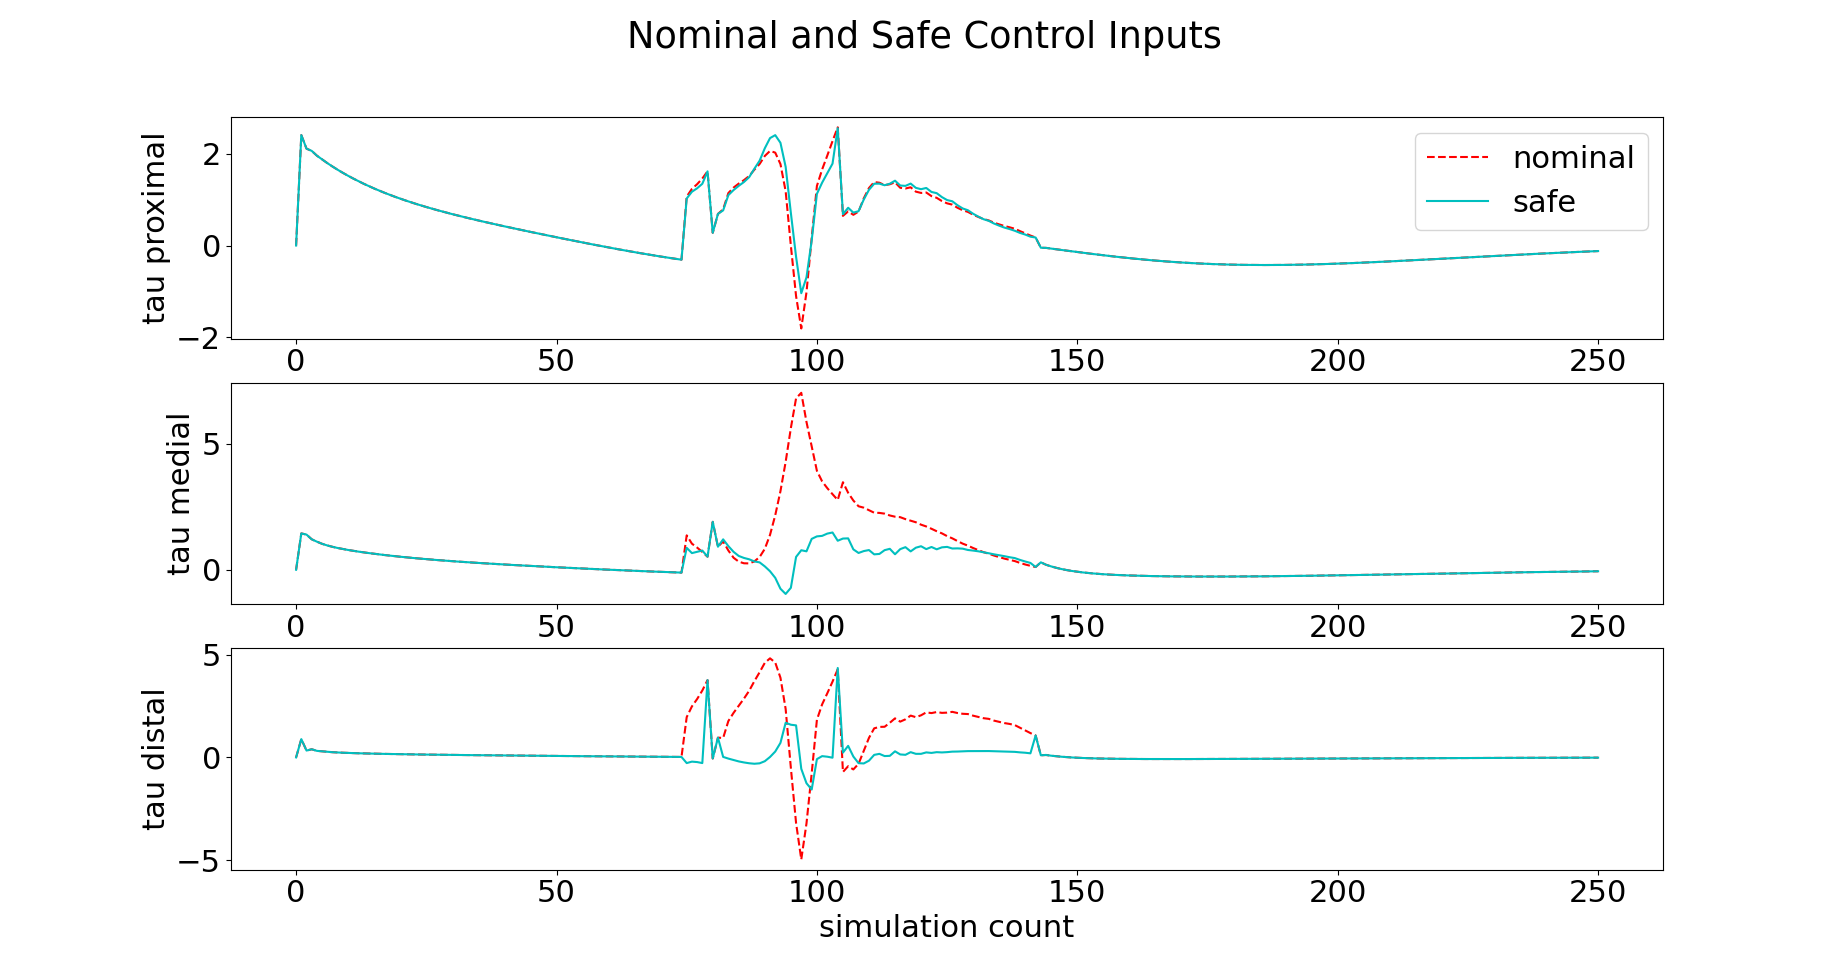 Nominal and Safe Control Inputs
tau proximal
2
0
−2
nominal
safe
0 50 100 150 200 250
tau medial
5
0
0 50 100 150 200 250
tau distal
5
0
−5
0 50 100 150 200 250
simulation count